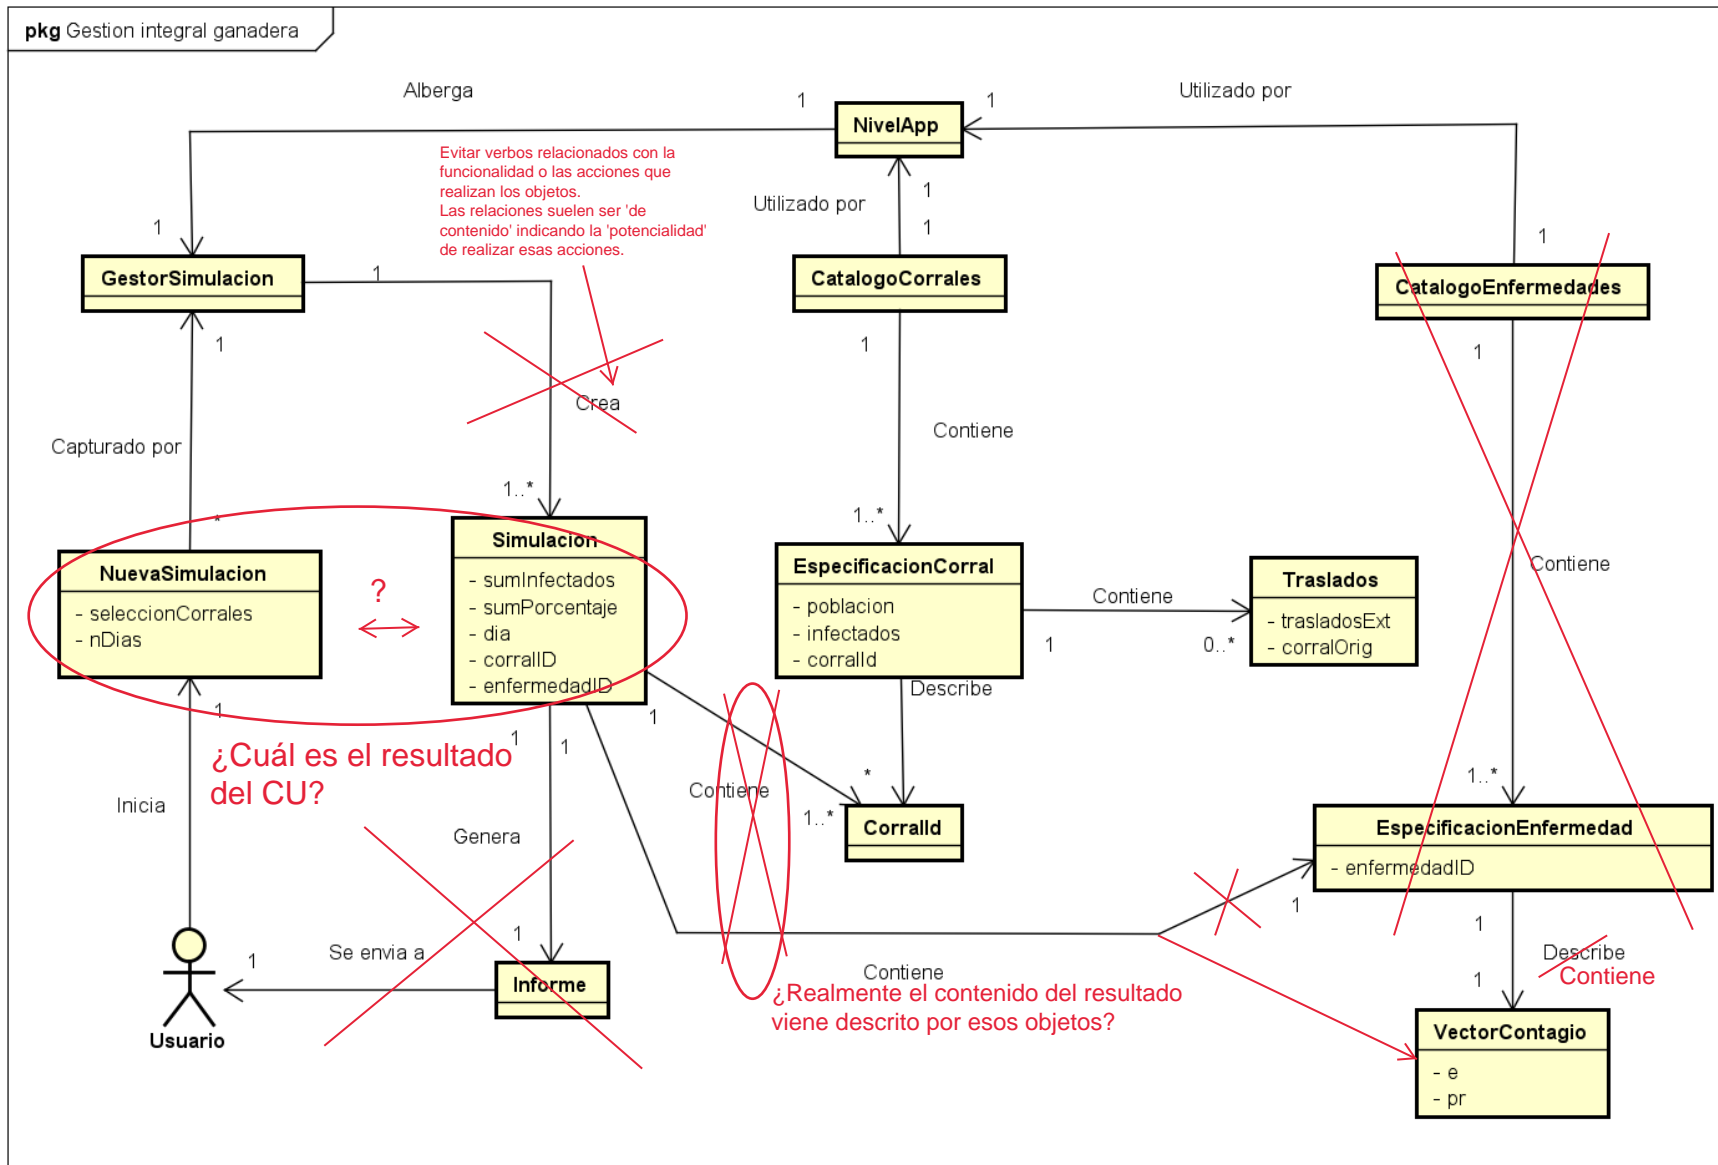 pkg Gestion integral ganadera
Alberga
1
1
Utilizado por
NivelApp
Evitar verbos relacionados con la
funcionalidad o las acciones que
realizan los objetos.
Las relaciones suelen ser 'de
contenido' indicando la 'potencialidad'
de realizar esas acciones.
1
Utilizado por
1
1
1
GestorSimulacion
1
CatalogoCorrales
CatalogoEnfermedades
1
1
1
Crea
Capturado por
Contiene
1..*
1..*
*
Simulacion
- sumInfectados
- sumPorcentaje
- dia
- corralID
- enfermedadID
NuevaSimulacion
- seleccionCorrales
- nDias
?
EspecificacionCorral
- poblacion
- infectados
- corralId
Contiene
1
0..*
Traslados
- trasladosExt
- corralOrig
Contiene
Describe
1
1
1
1
¿Cuál es el resultado
del CU?
Inicia
Contiene
*
1..*
1..*
Genera
CorralId
EspecificacionEnfermedad
- enfermedadID
1
1
1
Se envia a
1
Describe
Contiene
Contiene
1
Informe
¿Realmente el contenido del resultado
viene descrito por esos objetos?
Usuario
VectorContagio
- e
- pr